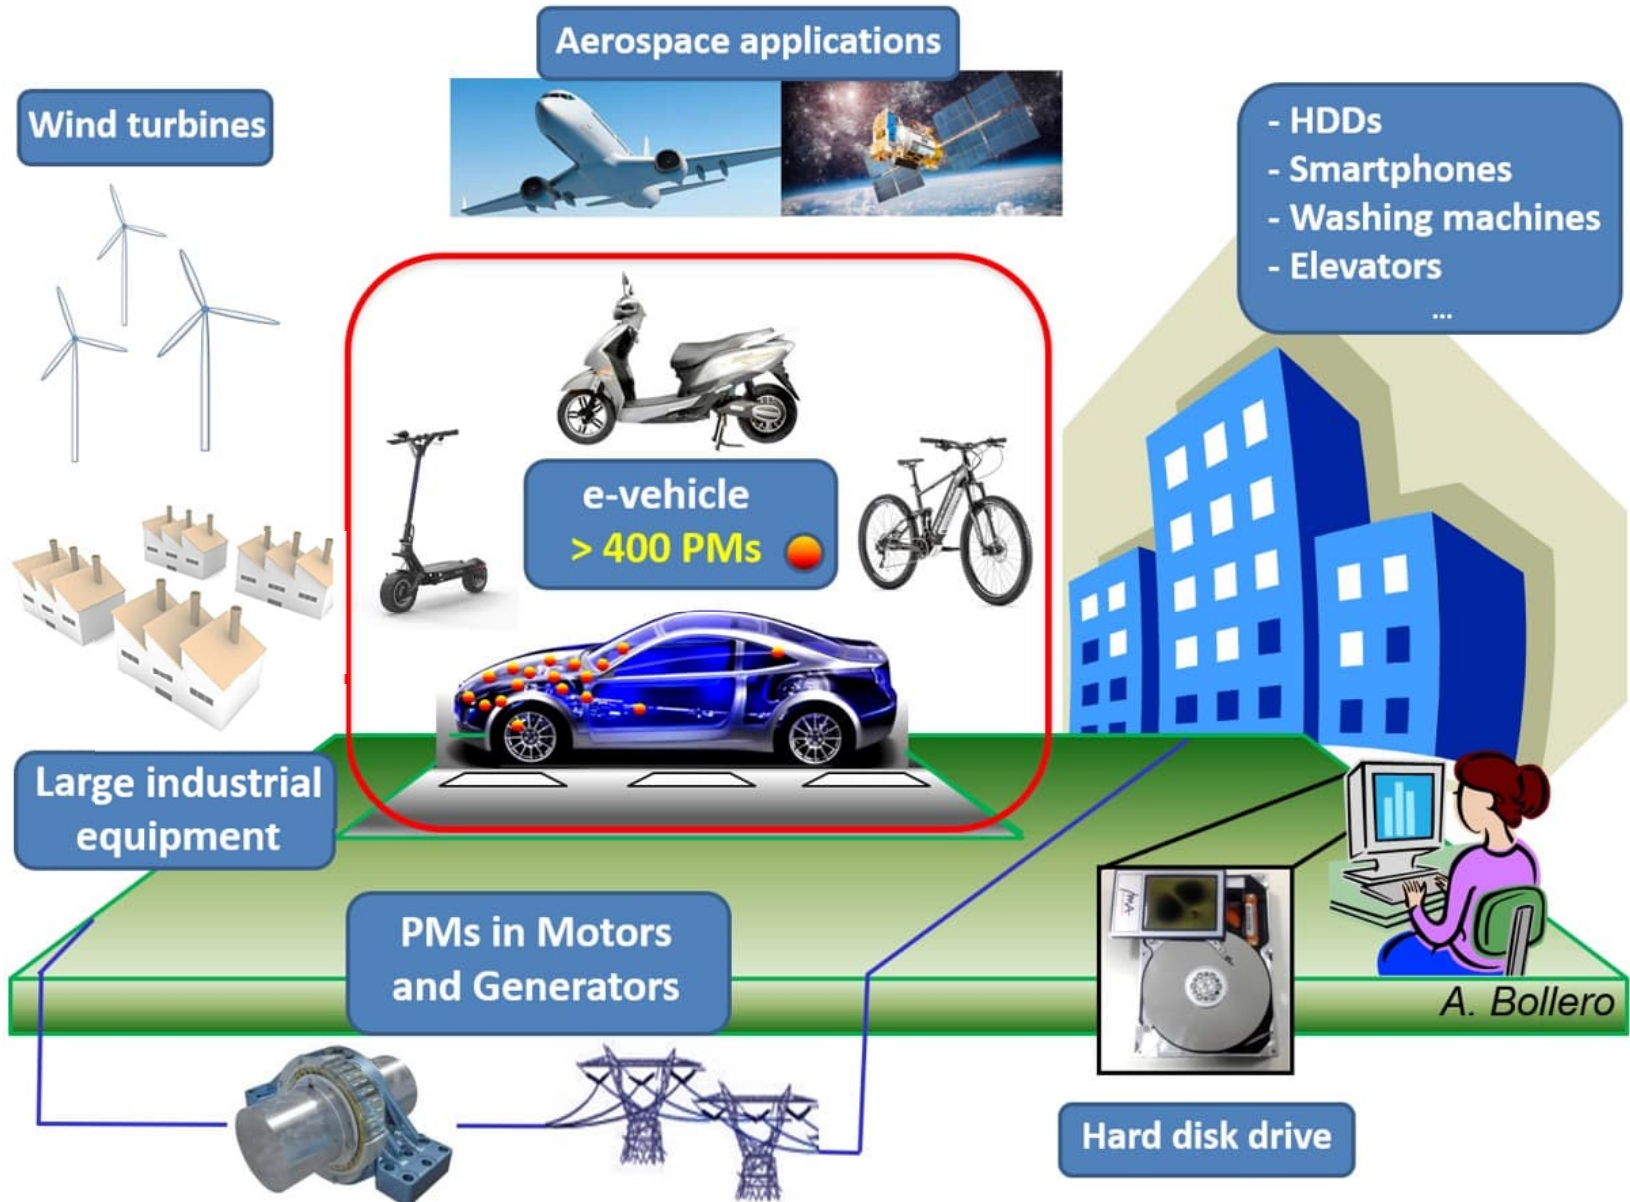 Aerospace applications
Wind turbines
- HDDs
- Smartphones
- Washing machines
- Elevators
...
e-vehicle
> 400 PMs
Large industrial
equipment
PMs in Motors
and Generators
A. Bollero
Hard disk drive